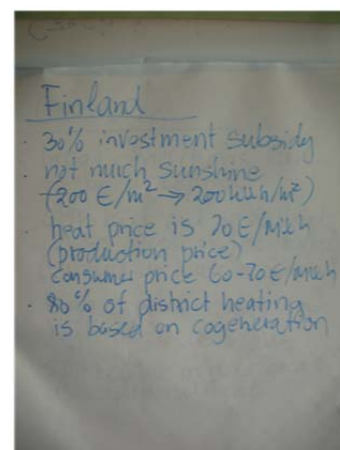 Finland
· 30% investment subsidy
· not much sunshine
(200 €/m² → 200 kWh/m²)
heat price is 20 €/MWh
(production price)
consumer price 60-70 €/MWh
· 80% of district heating
is based on cogeneration